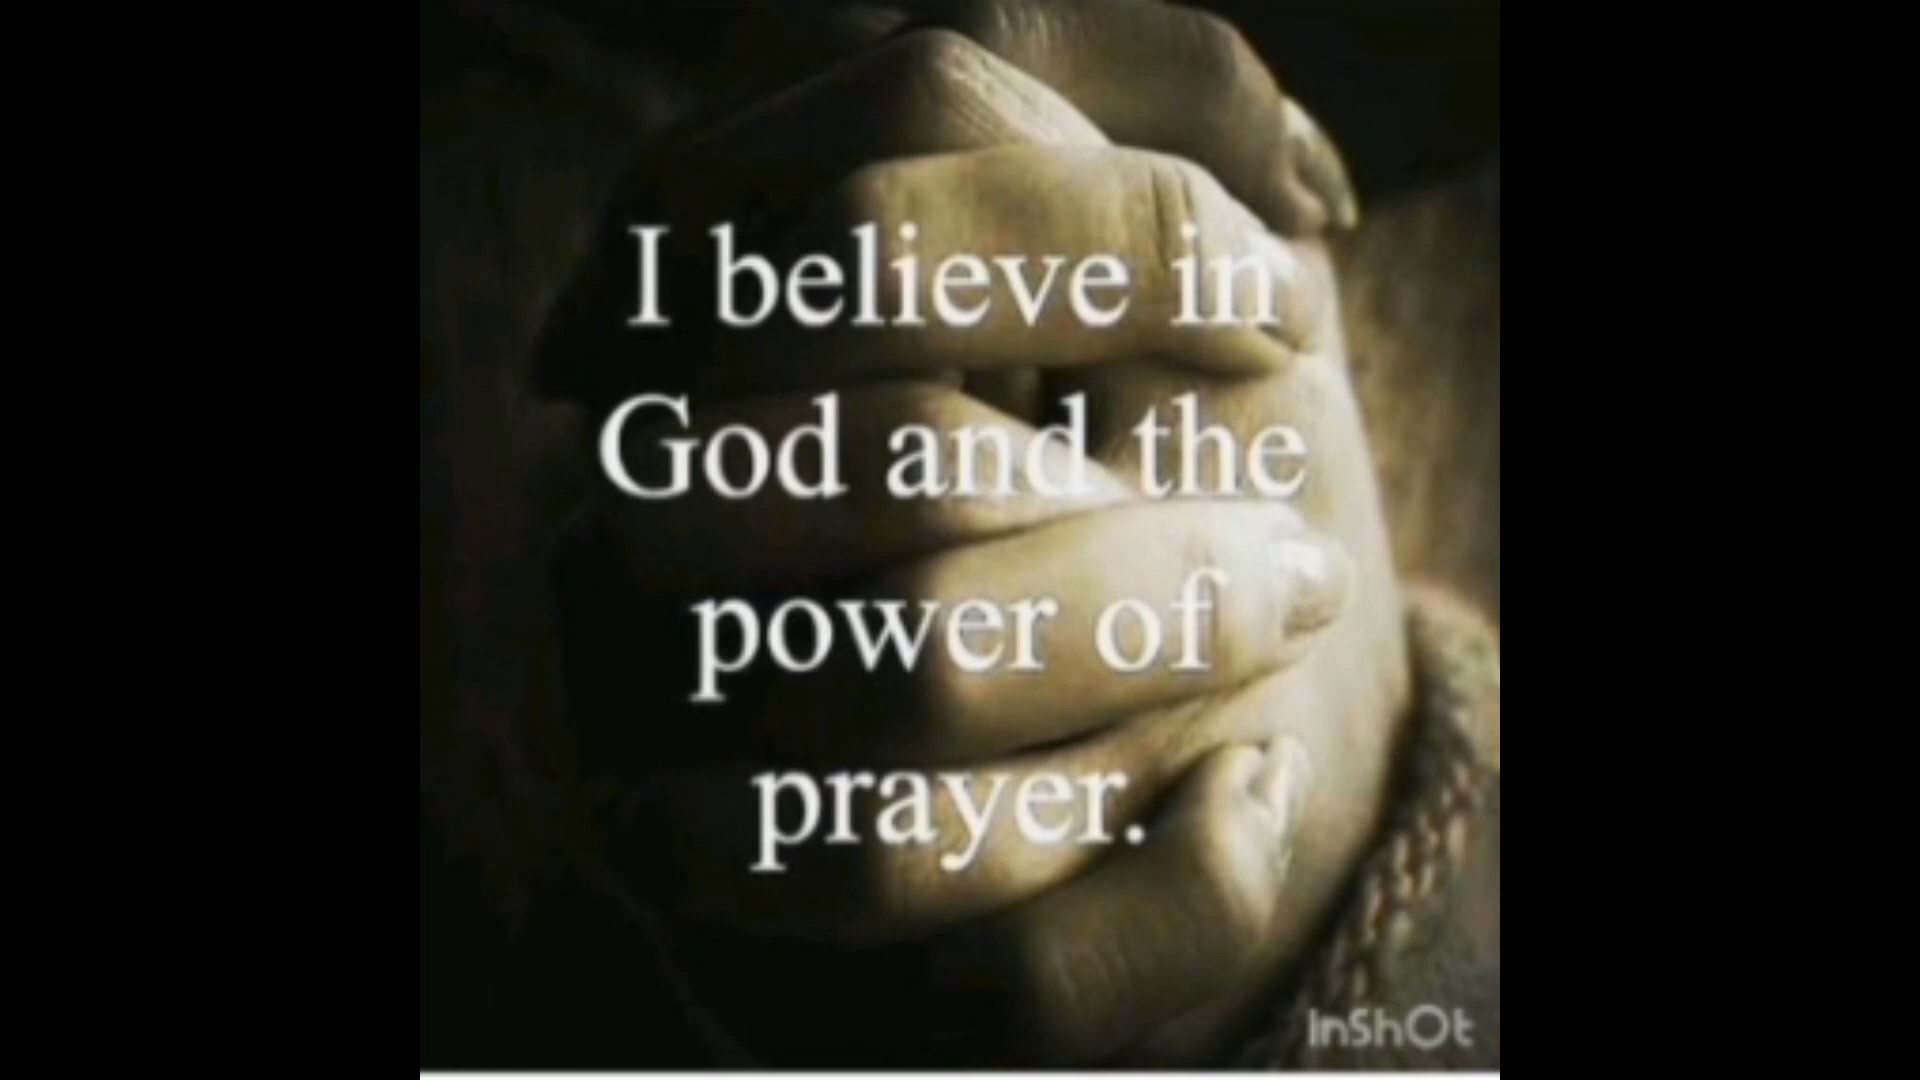 I believe in
God and the
power of
prayer.
InShOt